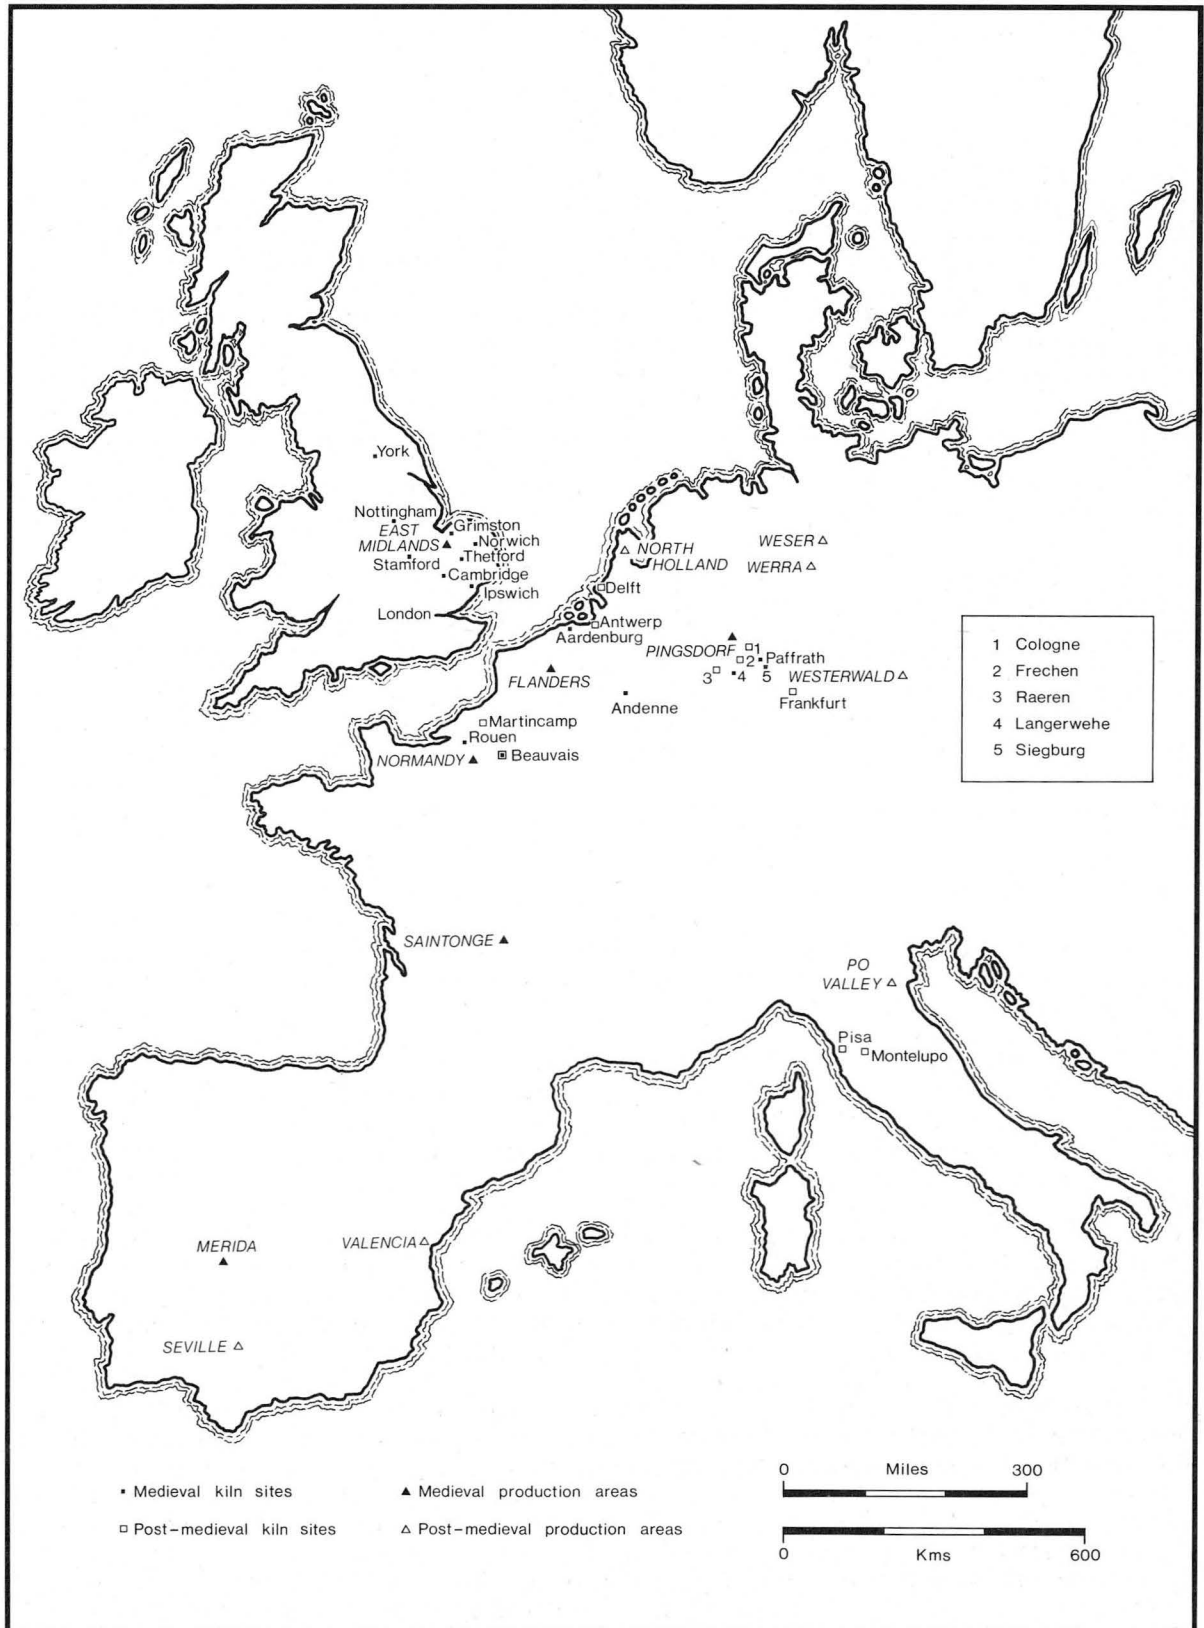 York
Nottingham
EAST
MIDLANDS
Grimston
Norwich
Thetford
Stamford
Cambridge
Ipswich
London
NORTH
HOLLAND
WESER
WERRA
Delft
Antwerp
Aardenburg
PINGSDORF
1
2
Paffrath
3
4
5
WESTERWALD
FLANDERS
Frankfurt
Andenne
Martincamp
Rouen
NORMANDY
Beauvais
1 Cologne
2 Frechen
3 Raeren
4 Langerwehe
5 Siegburg
SAINTONGE
PO
VALLEY
Pisa
Montelupo
MERIDA
VALENCIA
SEVILLE
Medieval kiln sites
Medieval production areas
Post-medieval kiln sites
Post-medieval production areas
0 Miles 300
0 Kms 600